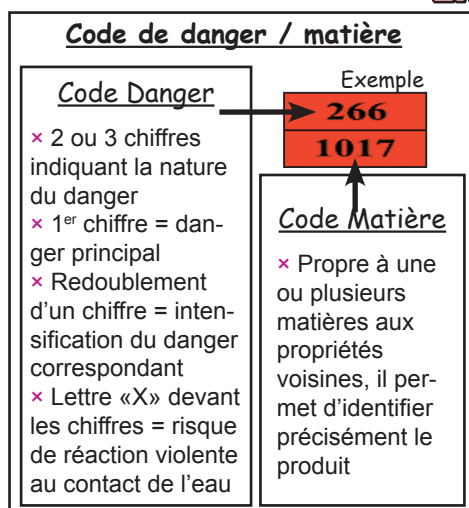 Code de danger / matière
Code Danger
× 2 ou 3 chiffres
indiquant la nature
du danger
× 1er chiffre = dan-
ger principal
× Redoublement
d'un chiffre = inten-
sification du danger
correspondant
× Lettre «X» devant
les chiffres = risque
de réaction violente
au contact de l'eau
Exemple
266
1017
Code Matière
× Propre à une
ou plusieurs
matières aux
propriétés
voisines, il per-
met d'identifier
précisément le
produit